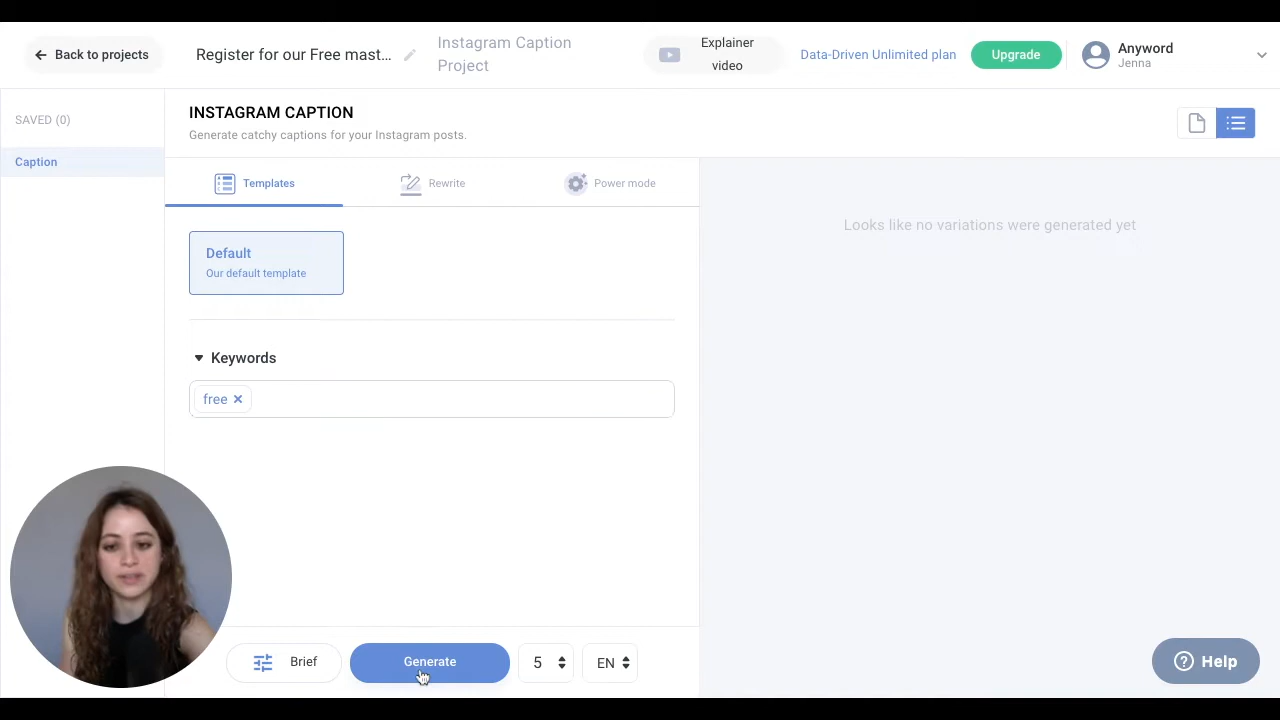 Back to projects
Register for our Free mast...
Instagram Caption
Project
Explainer
video
Data-Driven Unlimited plan
Upgrade
Anyword
Jenna
SAVED (0)
Caption
INSTAGRAM CAPTION
Generate catchy captions for your Instagram posts.
Templates
Rewrite
Power mode
Default
Our default template
Keywords
free
Looks like no variations were generated yet
Brief
Generate
5
EN
Help